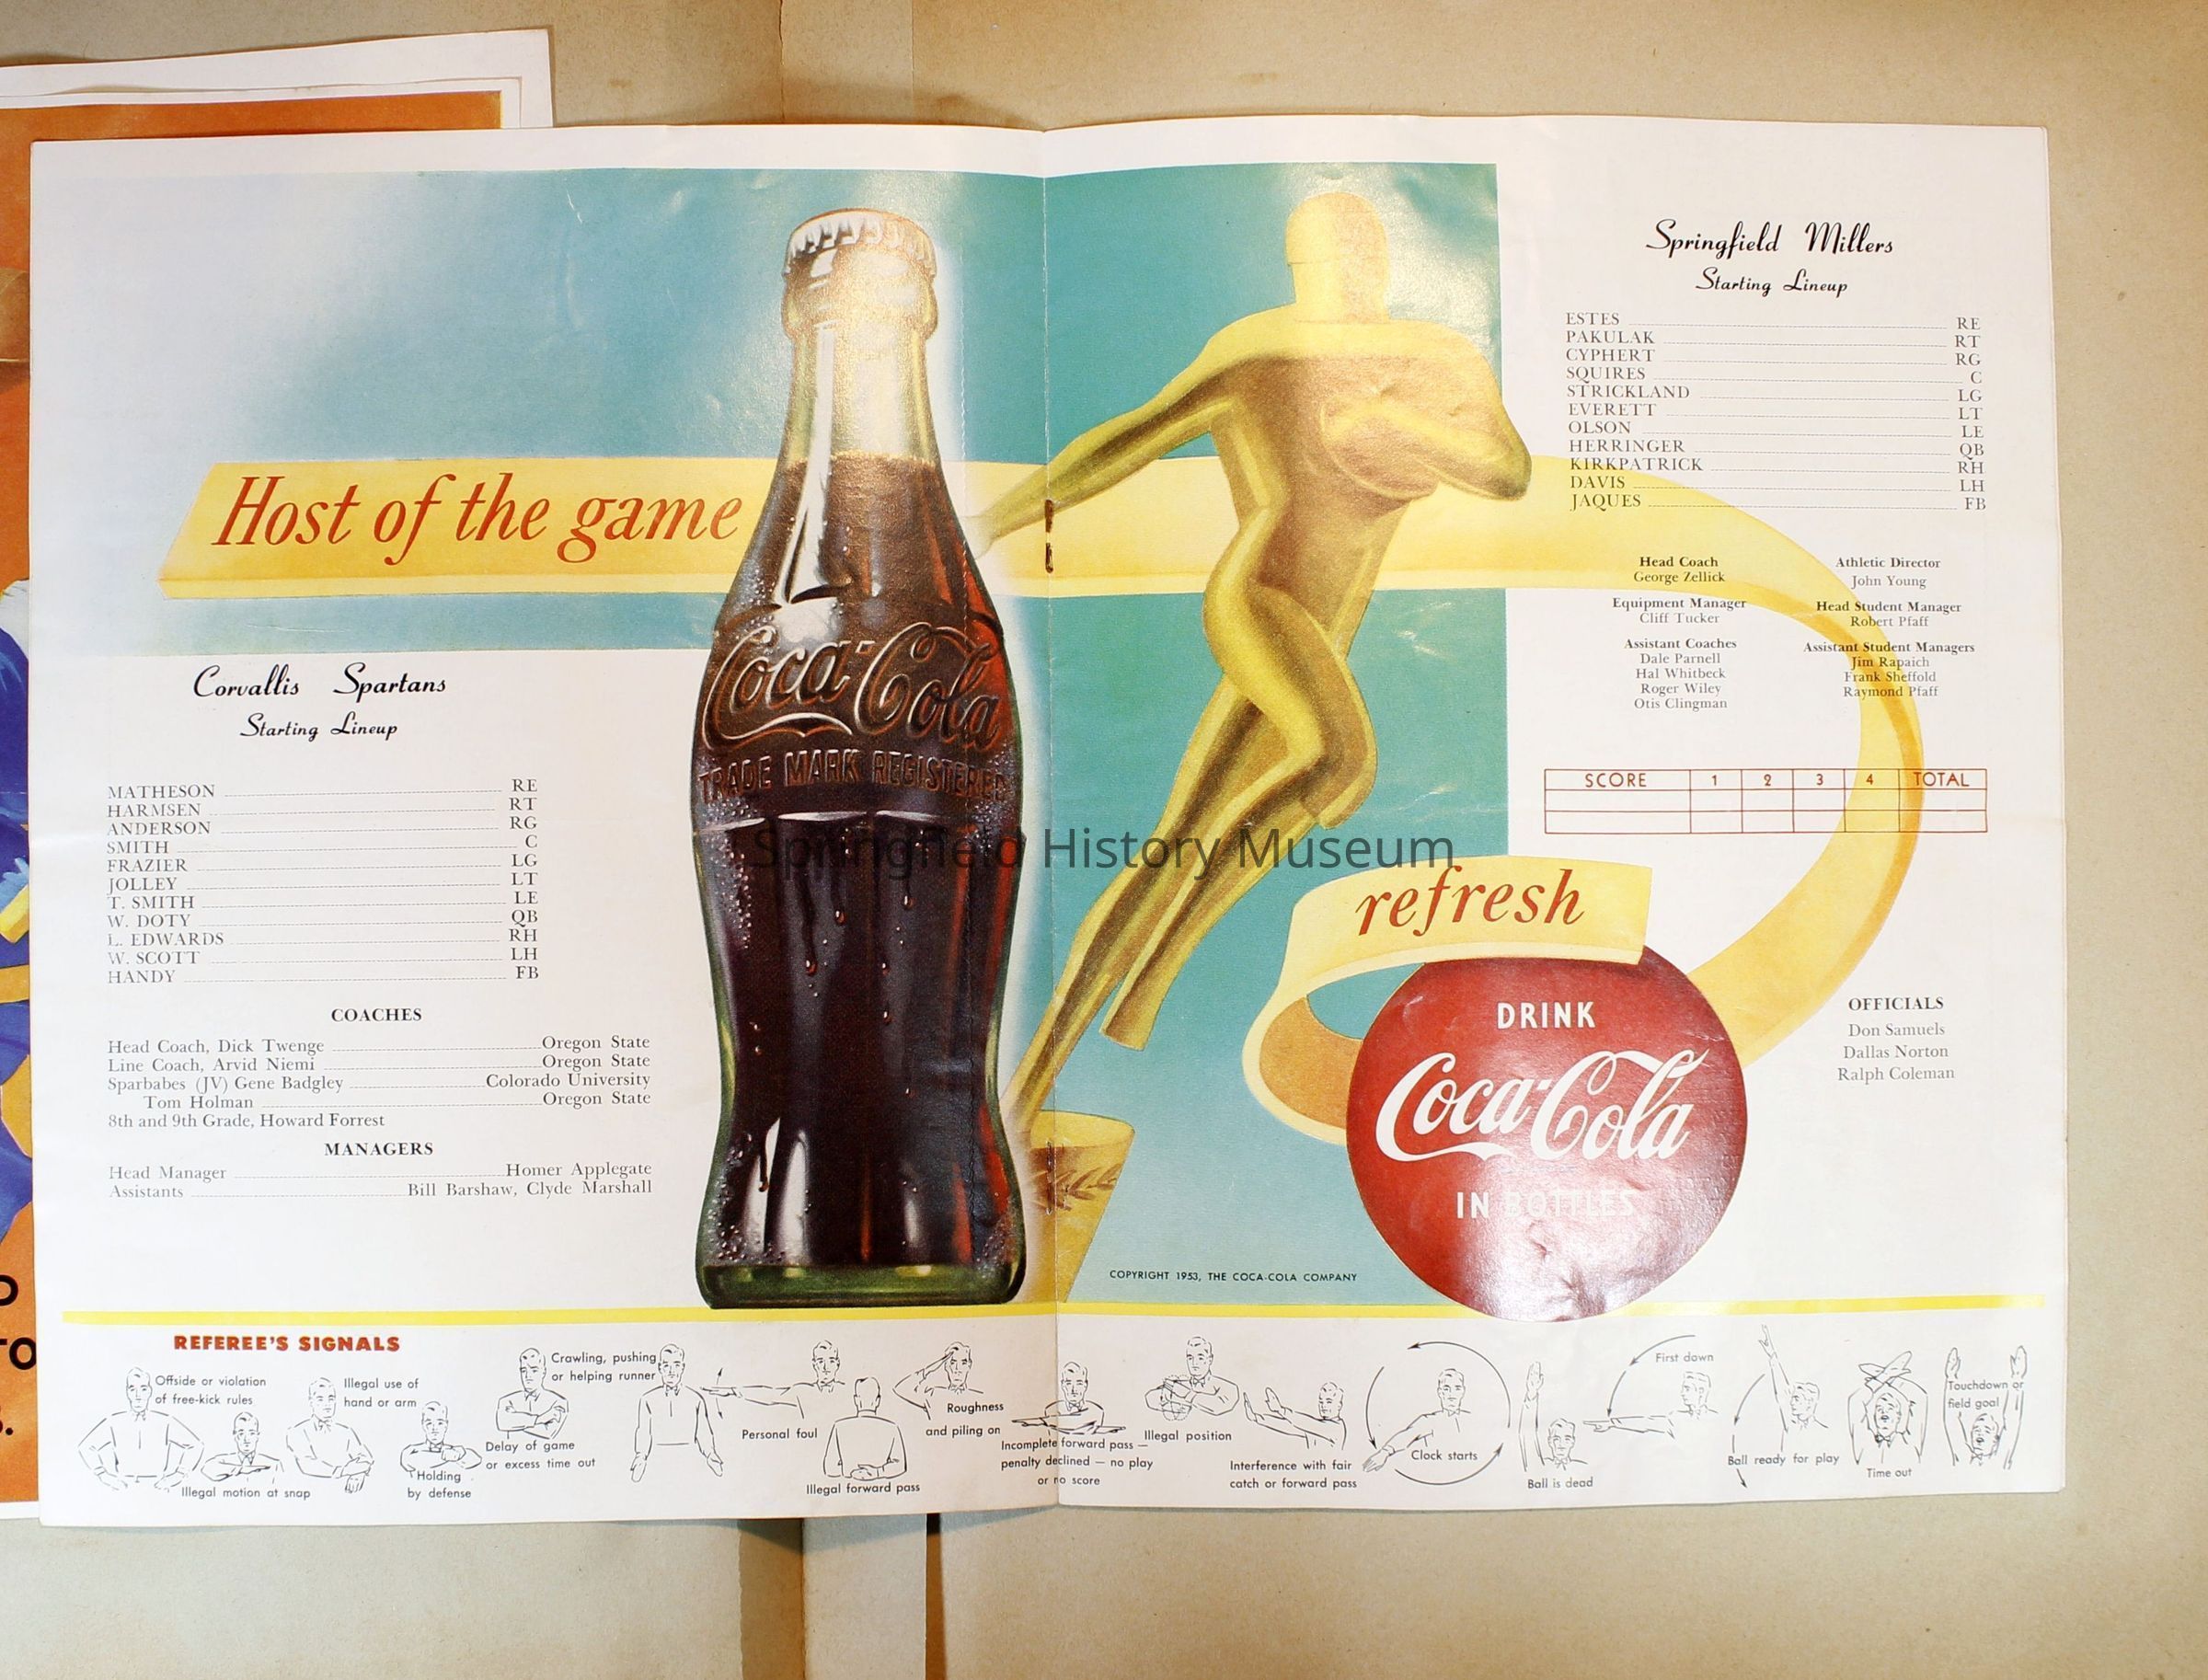 Host of the game
Coca-Cola
TRADE MARK REGISTERED
Corvallis Spartans
Starting Lineup
MATHESON RE
HARMSEN RT
ANDERSON RG
SMITH C
FRAZIER LG
JOLLEY LT
T. SMITH LE
W. DOTY QB
L. EDWARDS RH
W. SCOTT LH
HANDY FB
COACHES
Head Coach, Dick Twenge Oregon State
Line Coach, Arvid Niemi Oregon State
Sparbabes (JV) Gene Badgley Colorado University
Tom Holman Oregon State
8th and 9th Grade, Howard Forrest
MANAGERS
Head Manager Homer Applegate
Assistants Bill Barshaw, Clyde Marshall
Springfield Millers
Starting Lineup
ESTES RE
PAKULAK RT
CYPHERT RG
SQUIRES C
STRICKLAND LG
EVERETT LT
OLSON LE
HERRINGER QB
KIRKPATRICK RH
DAVIS LH
JAQUES FB
Head Coach
George Zellick
Equipment Manager
Cliff Tucker
Assistant Coaches
Dale Parnell
Hal Whitbeck
Roger Wiley
Otis Clingman
Athletic Director
John Young
Head Student Manager
Robert Pfaff
Assistant Student Managers
Jim Rapaich
Frank Sheffold
Raymond Pfaff
SCORE 1 2 3 4 TOTAL
Springfield History Museum
refresh
DRINK
Coca-Cola
IN BOTTLES
OFFICIALS
Don Samuels
Dallas Norton
Ralph Coleman
COPYRIGHT 1953, THE COCA-COLA COMPANY
REFEREE'S SIGNALS
Offside or violation
of free-kick rules
Illegal motion at snap
Illegal use of
hand or arm
Holding
by defense
Crawling, pushing
or helping runner
Delay of game
or excess time out
Personal foul
Illegal forward pass
Roughness
and piling on
Incomplete forward pass —
penalty declined — no play
or no score
Illegal position
Interference with fair
catch or forward pass
Clock starts
Ball is dead
First down
Ball ready for play
Time out
Touchdown or
field goal